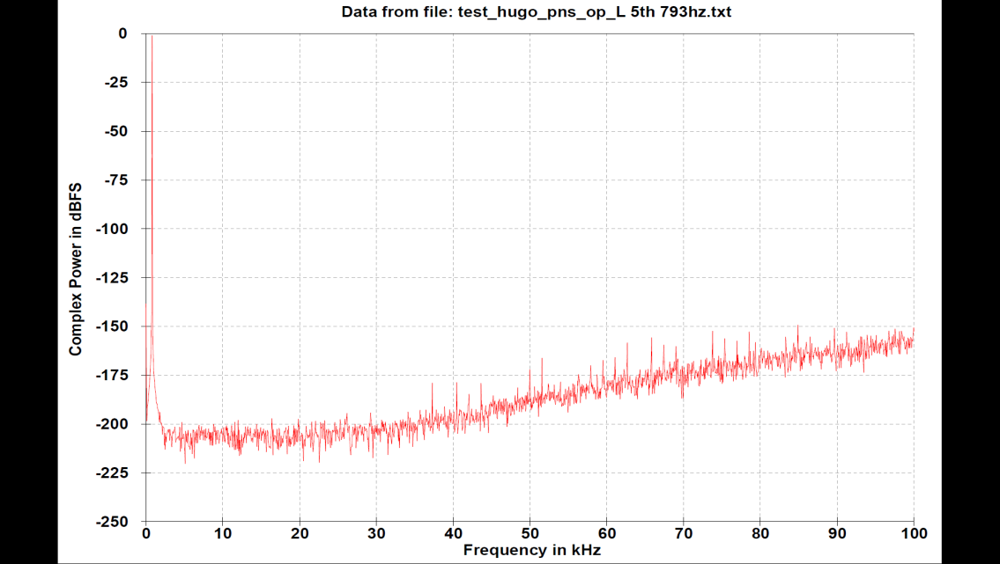 Data from file: test_hugo_pns_op_L 5th 793hz.txt
Complex Power in dBFS
0
-25
-50
-75
-100
-125
-150
-175
-200
-225
-250
0 10 20 30 40 50 60 70 80 90 100
Frequency in kHz